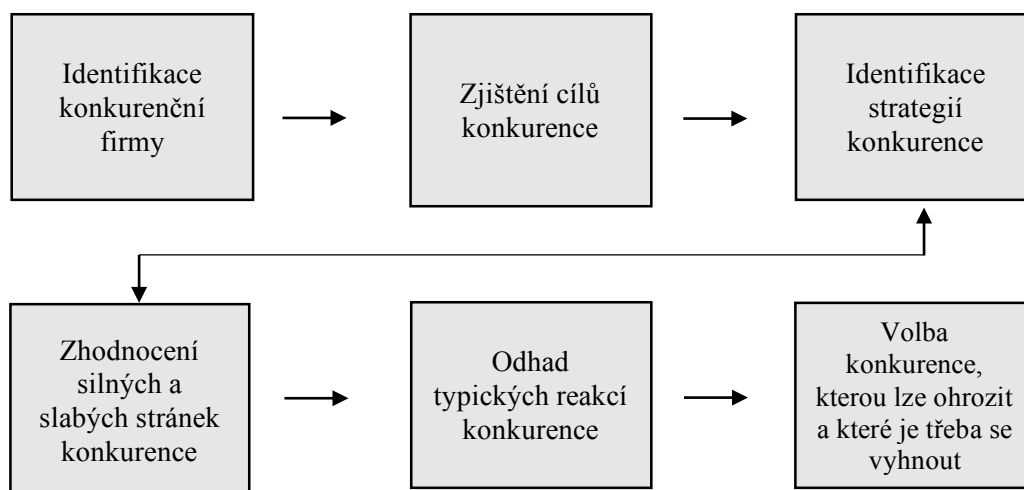 Identifikace
konkurenční
firmy
Zjištění cílů
konkurence
Identifikace
strategií
konkurence
Zhodnocení
silných a
slabých stránek
konkurence
Odhad
typických reakcí
konkurence
Volba
konkurence,
kterou lze ohrozit
a které je třeba se
vyhnout